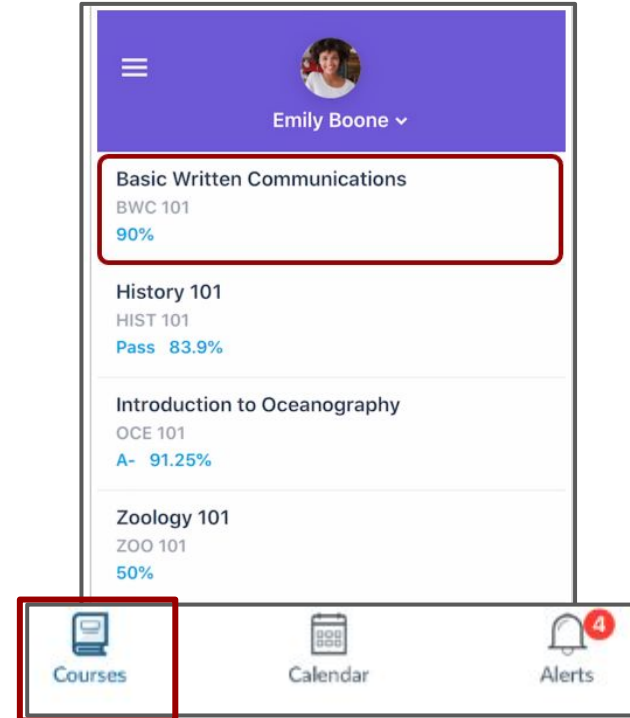 Emily Boone
Basic Written Communications
BWC 101
90%
History 101
HIST 101
Pass 83.9%
Introduction to Oceanography
OCE 101
A- 91.25%
Zoology 101
ZOO 101
50%
4
Courses Calendar Alerts